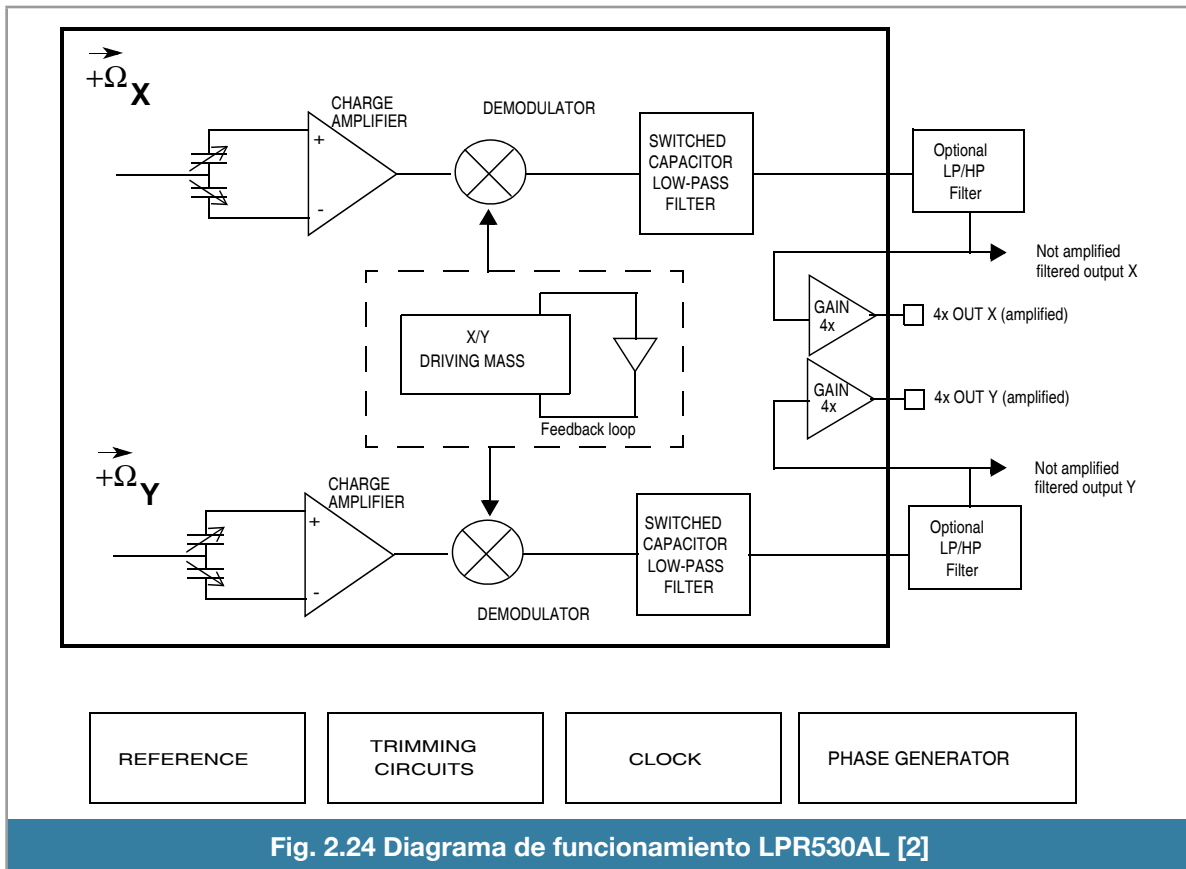 +Ω X
CHARGE
AMPLIFIER
+
-
DEMODULATOR
SWITCHED
CAPACITOR
LOW-PASS
FILTER
Optional
LP/HP
Filter
Not amplified
filtered output X
GAIN
4x
4x OUT X (amplified)
X/Y
DRIVING MASS
Feedback loop
GAIN
4x
4x OUT Y (amplified)
Not amplified
filtered output Y
+Ω Y
CHARGE
AMPLIFIER
+
-
DEMODULATOR
SWITCHED
CAPACITOR
LOW-PASS
FILTER
Optional
LP/HP
Filter
REFERENCE
TRIMMING
CIRCUITS
CLOCK
PHASE GENERATOR
Fig. 2.24 Diagrama de funcionamiento LPR530AL [2]